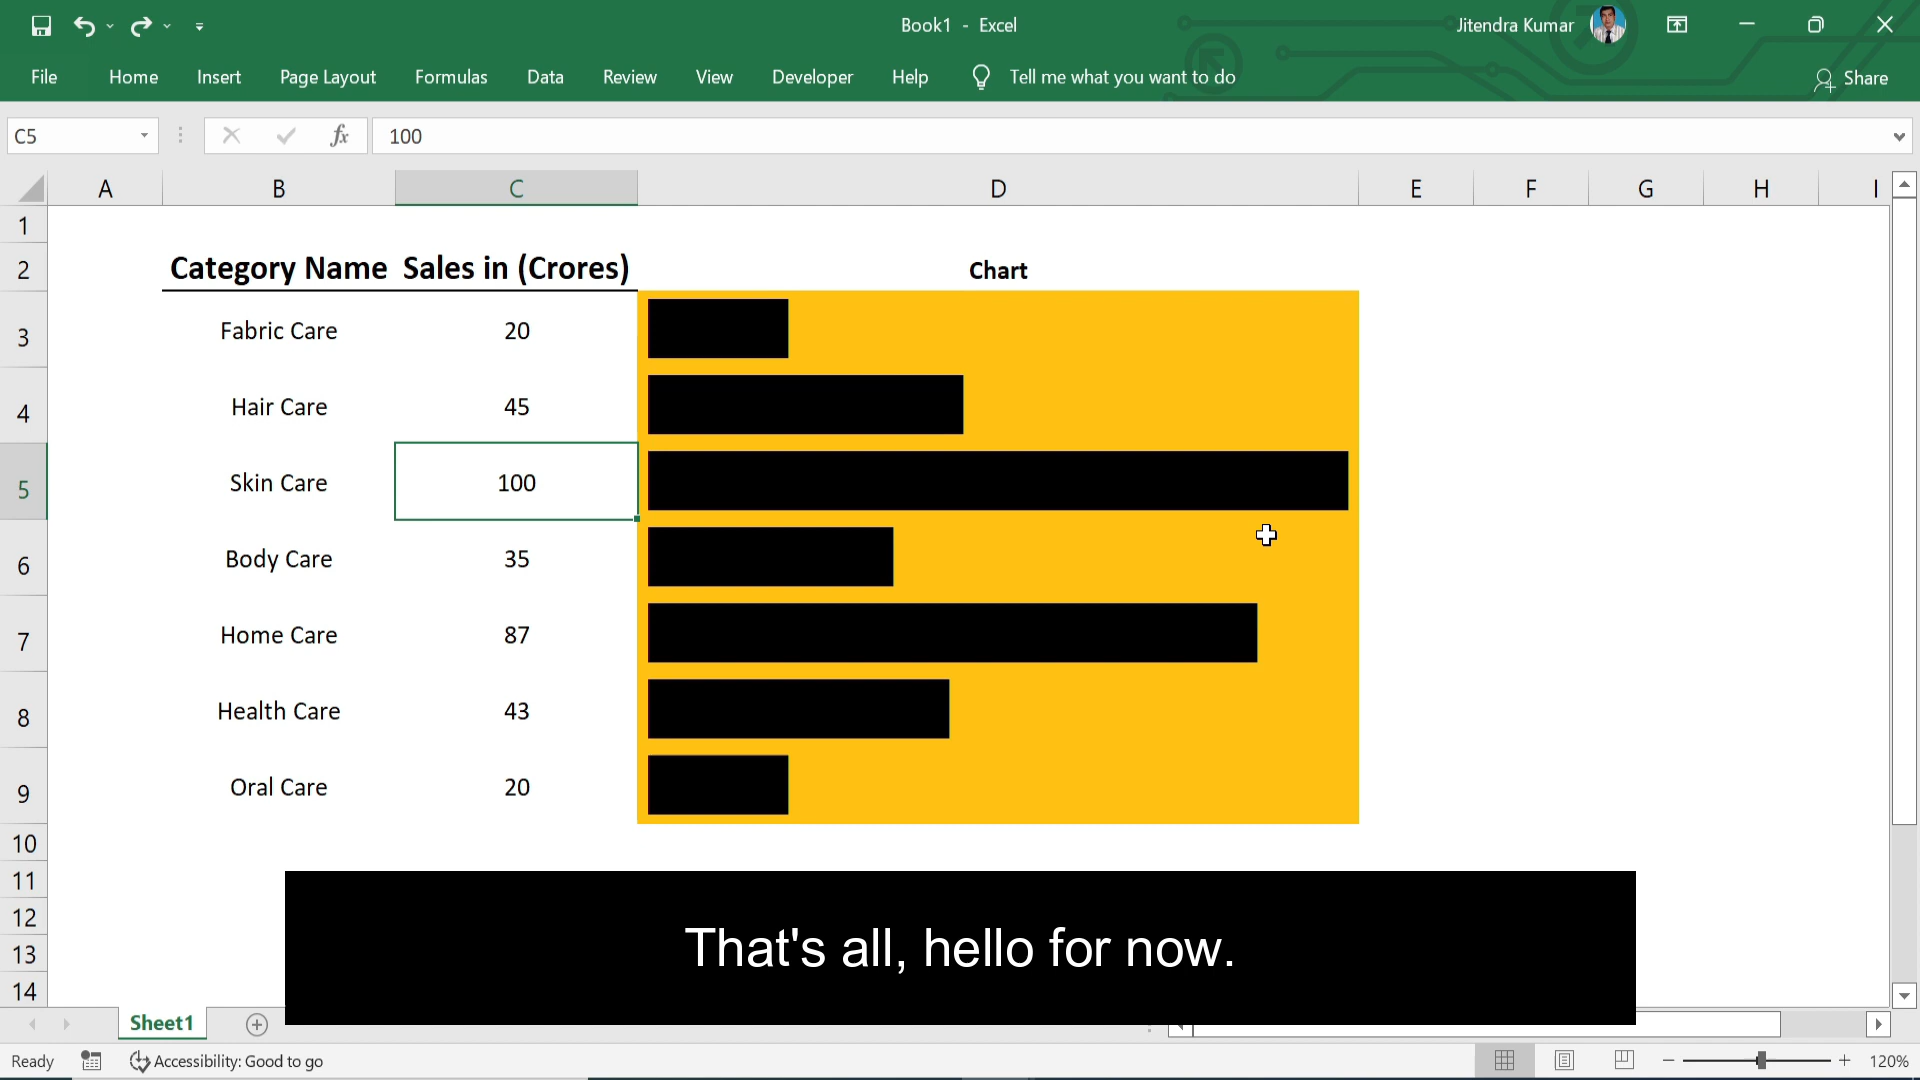 Book1 - Excel
Jitendra Kumar
File Home Insert Page Layout Formulas Data Review View Developer Help Tell me what you want to do Share
C5 fx 100
A B C D E F G H I
1
2 Category Name Sales in (Crores) Chart
3 Fabric Care 20
4 Hair Care 45
5 Skin Care 100
6 Body Care 35
7 Home Care 87
8 Health Care 43
9 Oral Care 20
10
11
12
13
14
That's all, hello for now.
Sheet1
Ready Accessibility: Good to go 120%